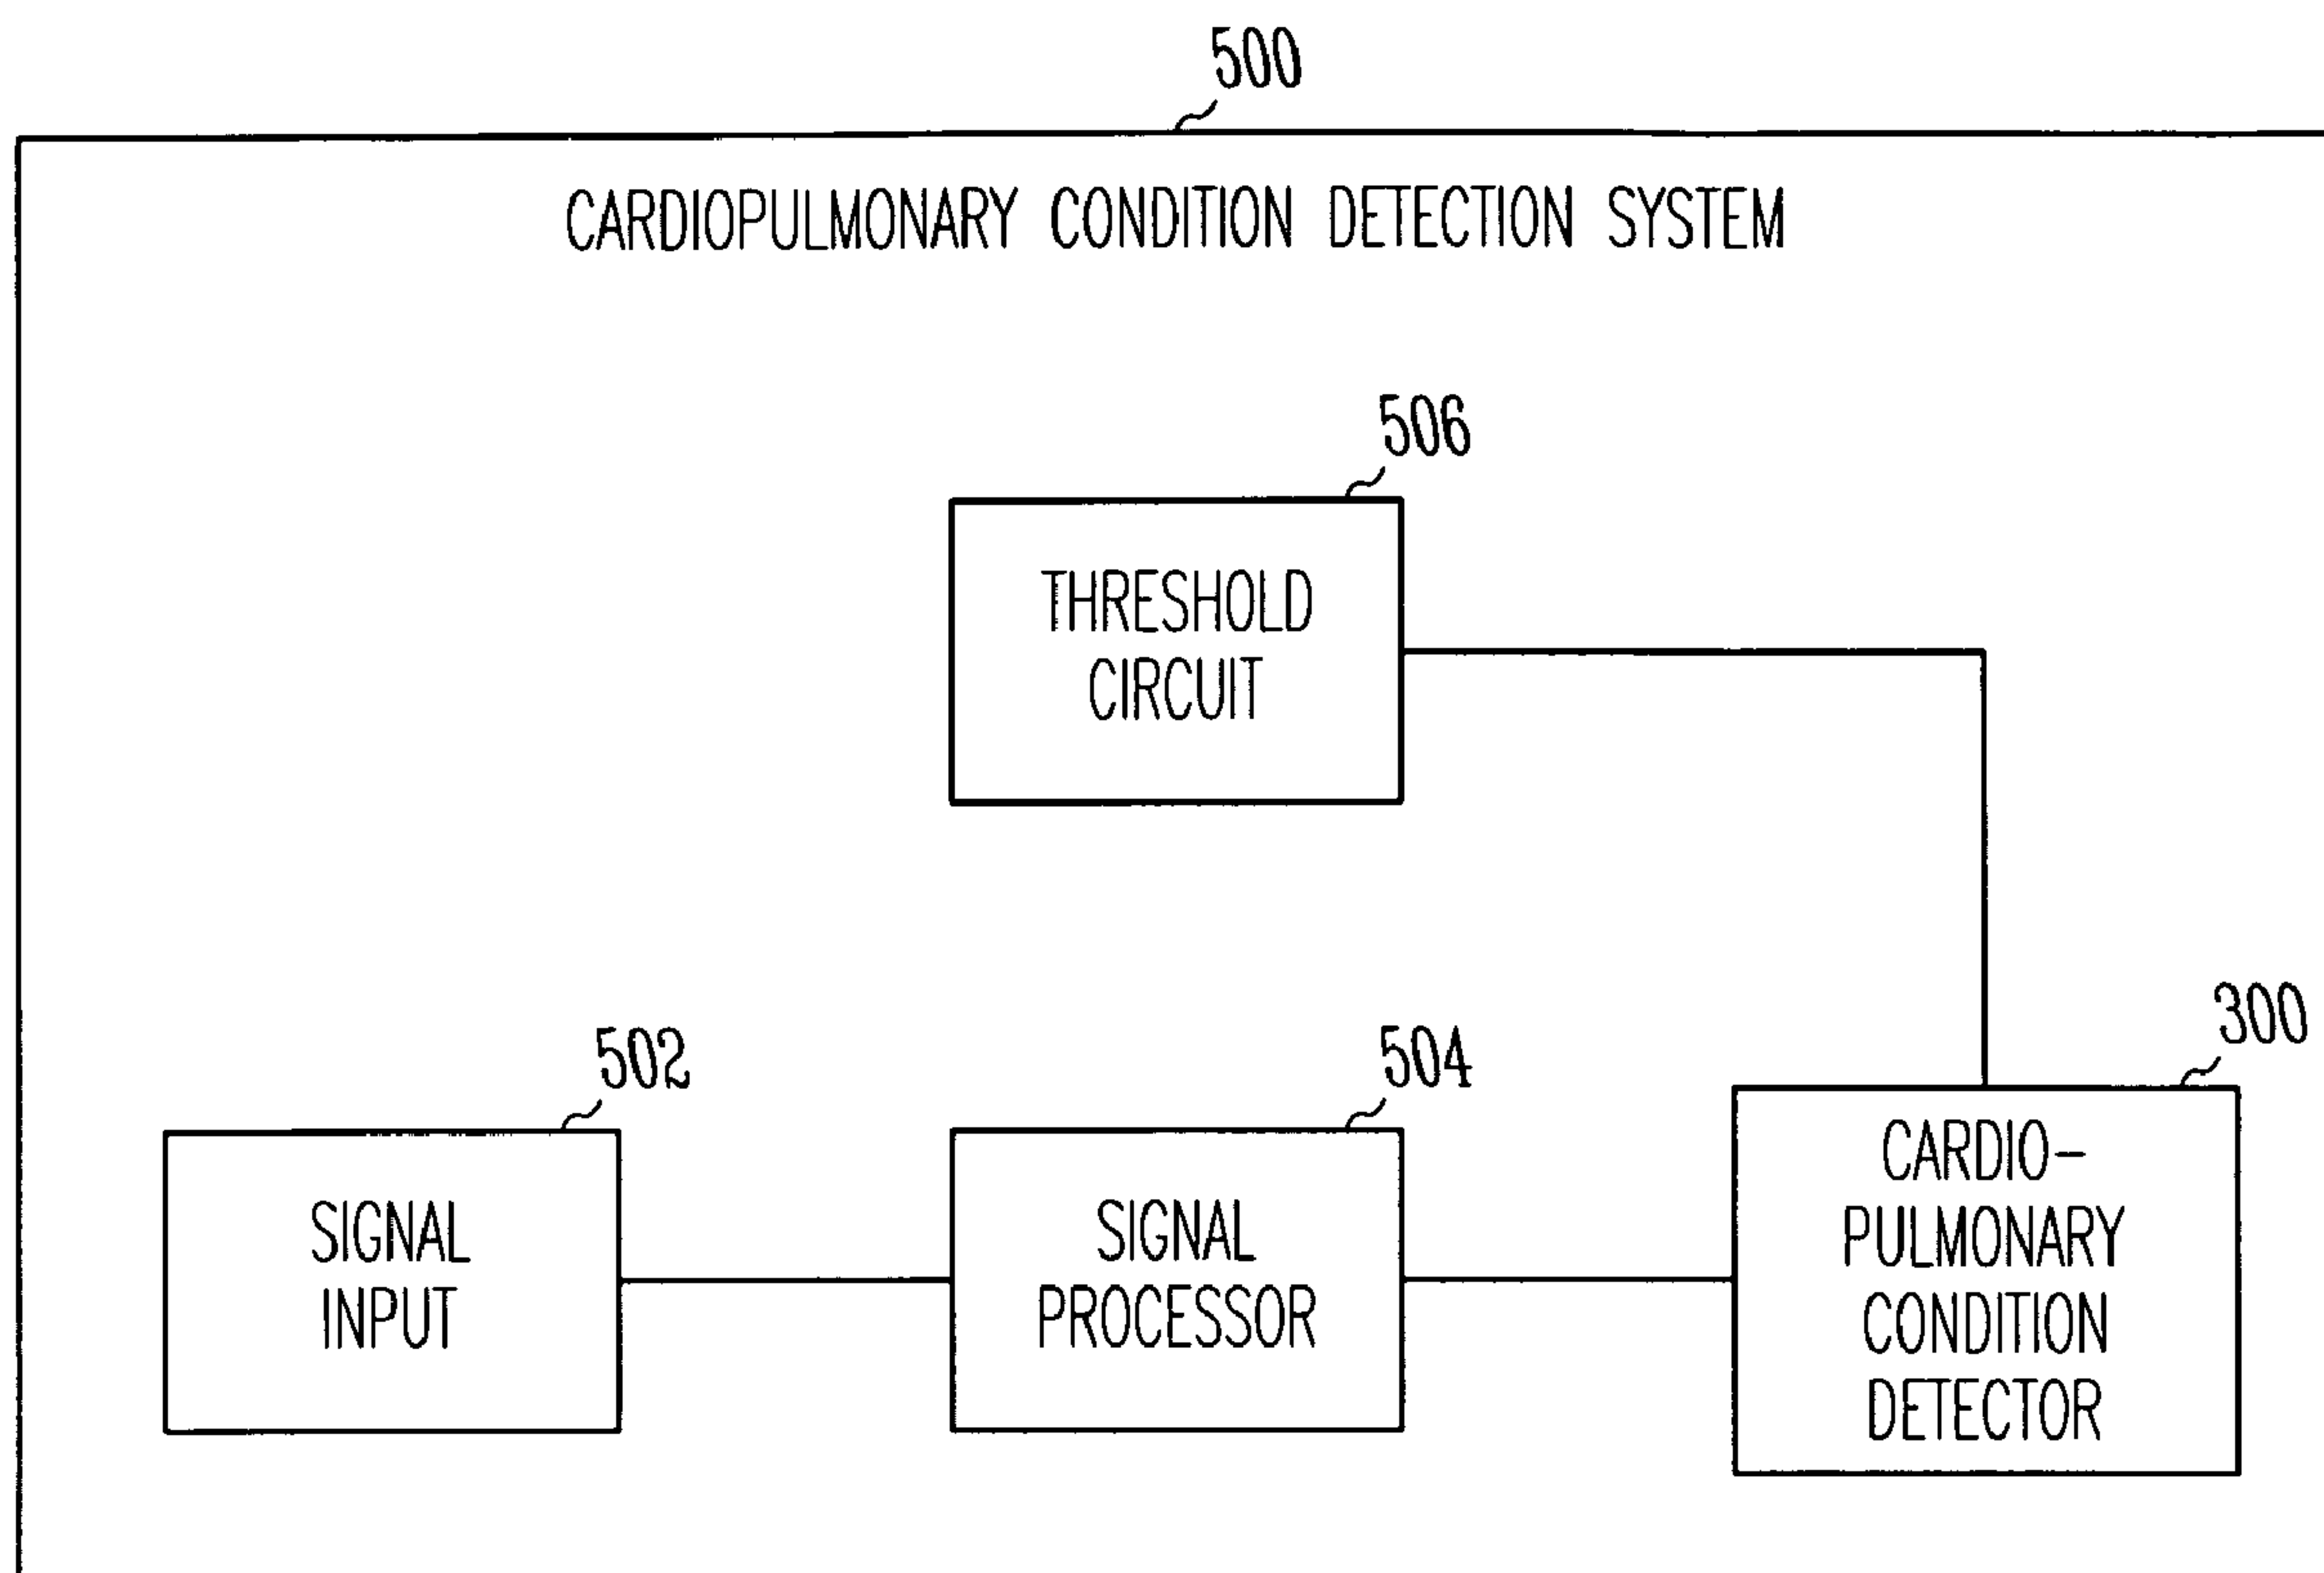 500
CARDIOPULMONARY CONDITION DETECTION SYSTEM
506
THRESHOLD
CIRCUIT
502
SIGNAL
INPUT
504
SIGNAL
PROCESSOR
300
CARDIO-
PULMONARY
CONDITION
DETECTOR